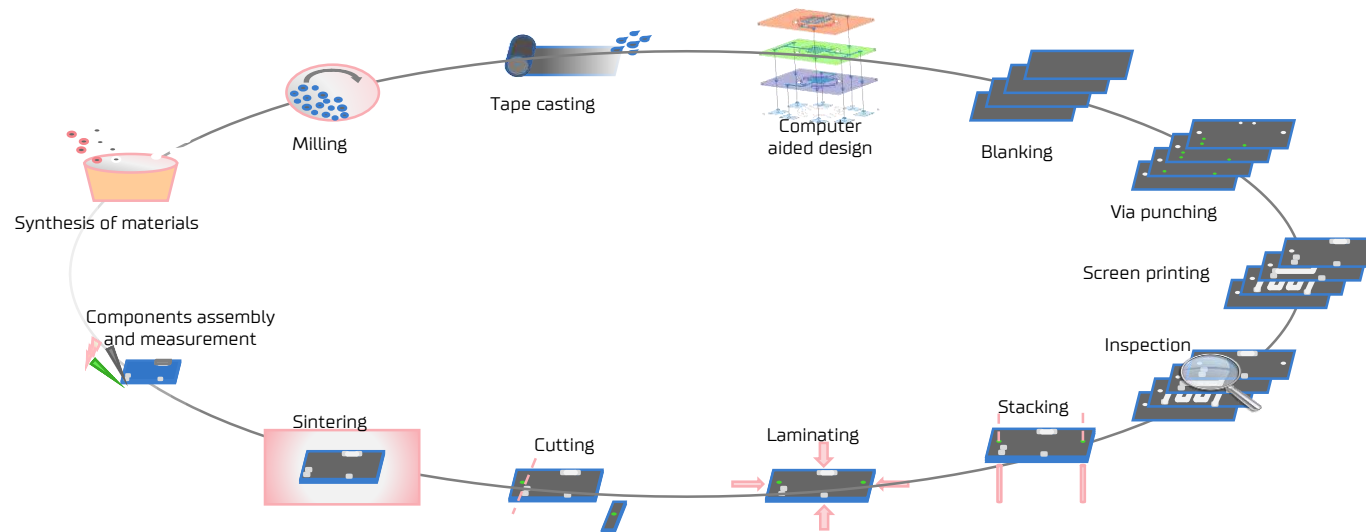 Synthesis of materials
Milling
Tape casting
Computer
aided design
Blanking
Via punching
Screen printing
Inspection
Stacking
Laminating
Cutting
Sintering
Components assembly
and measurement